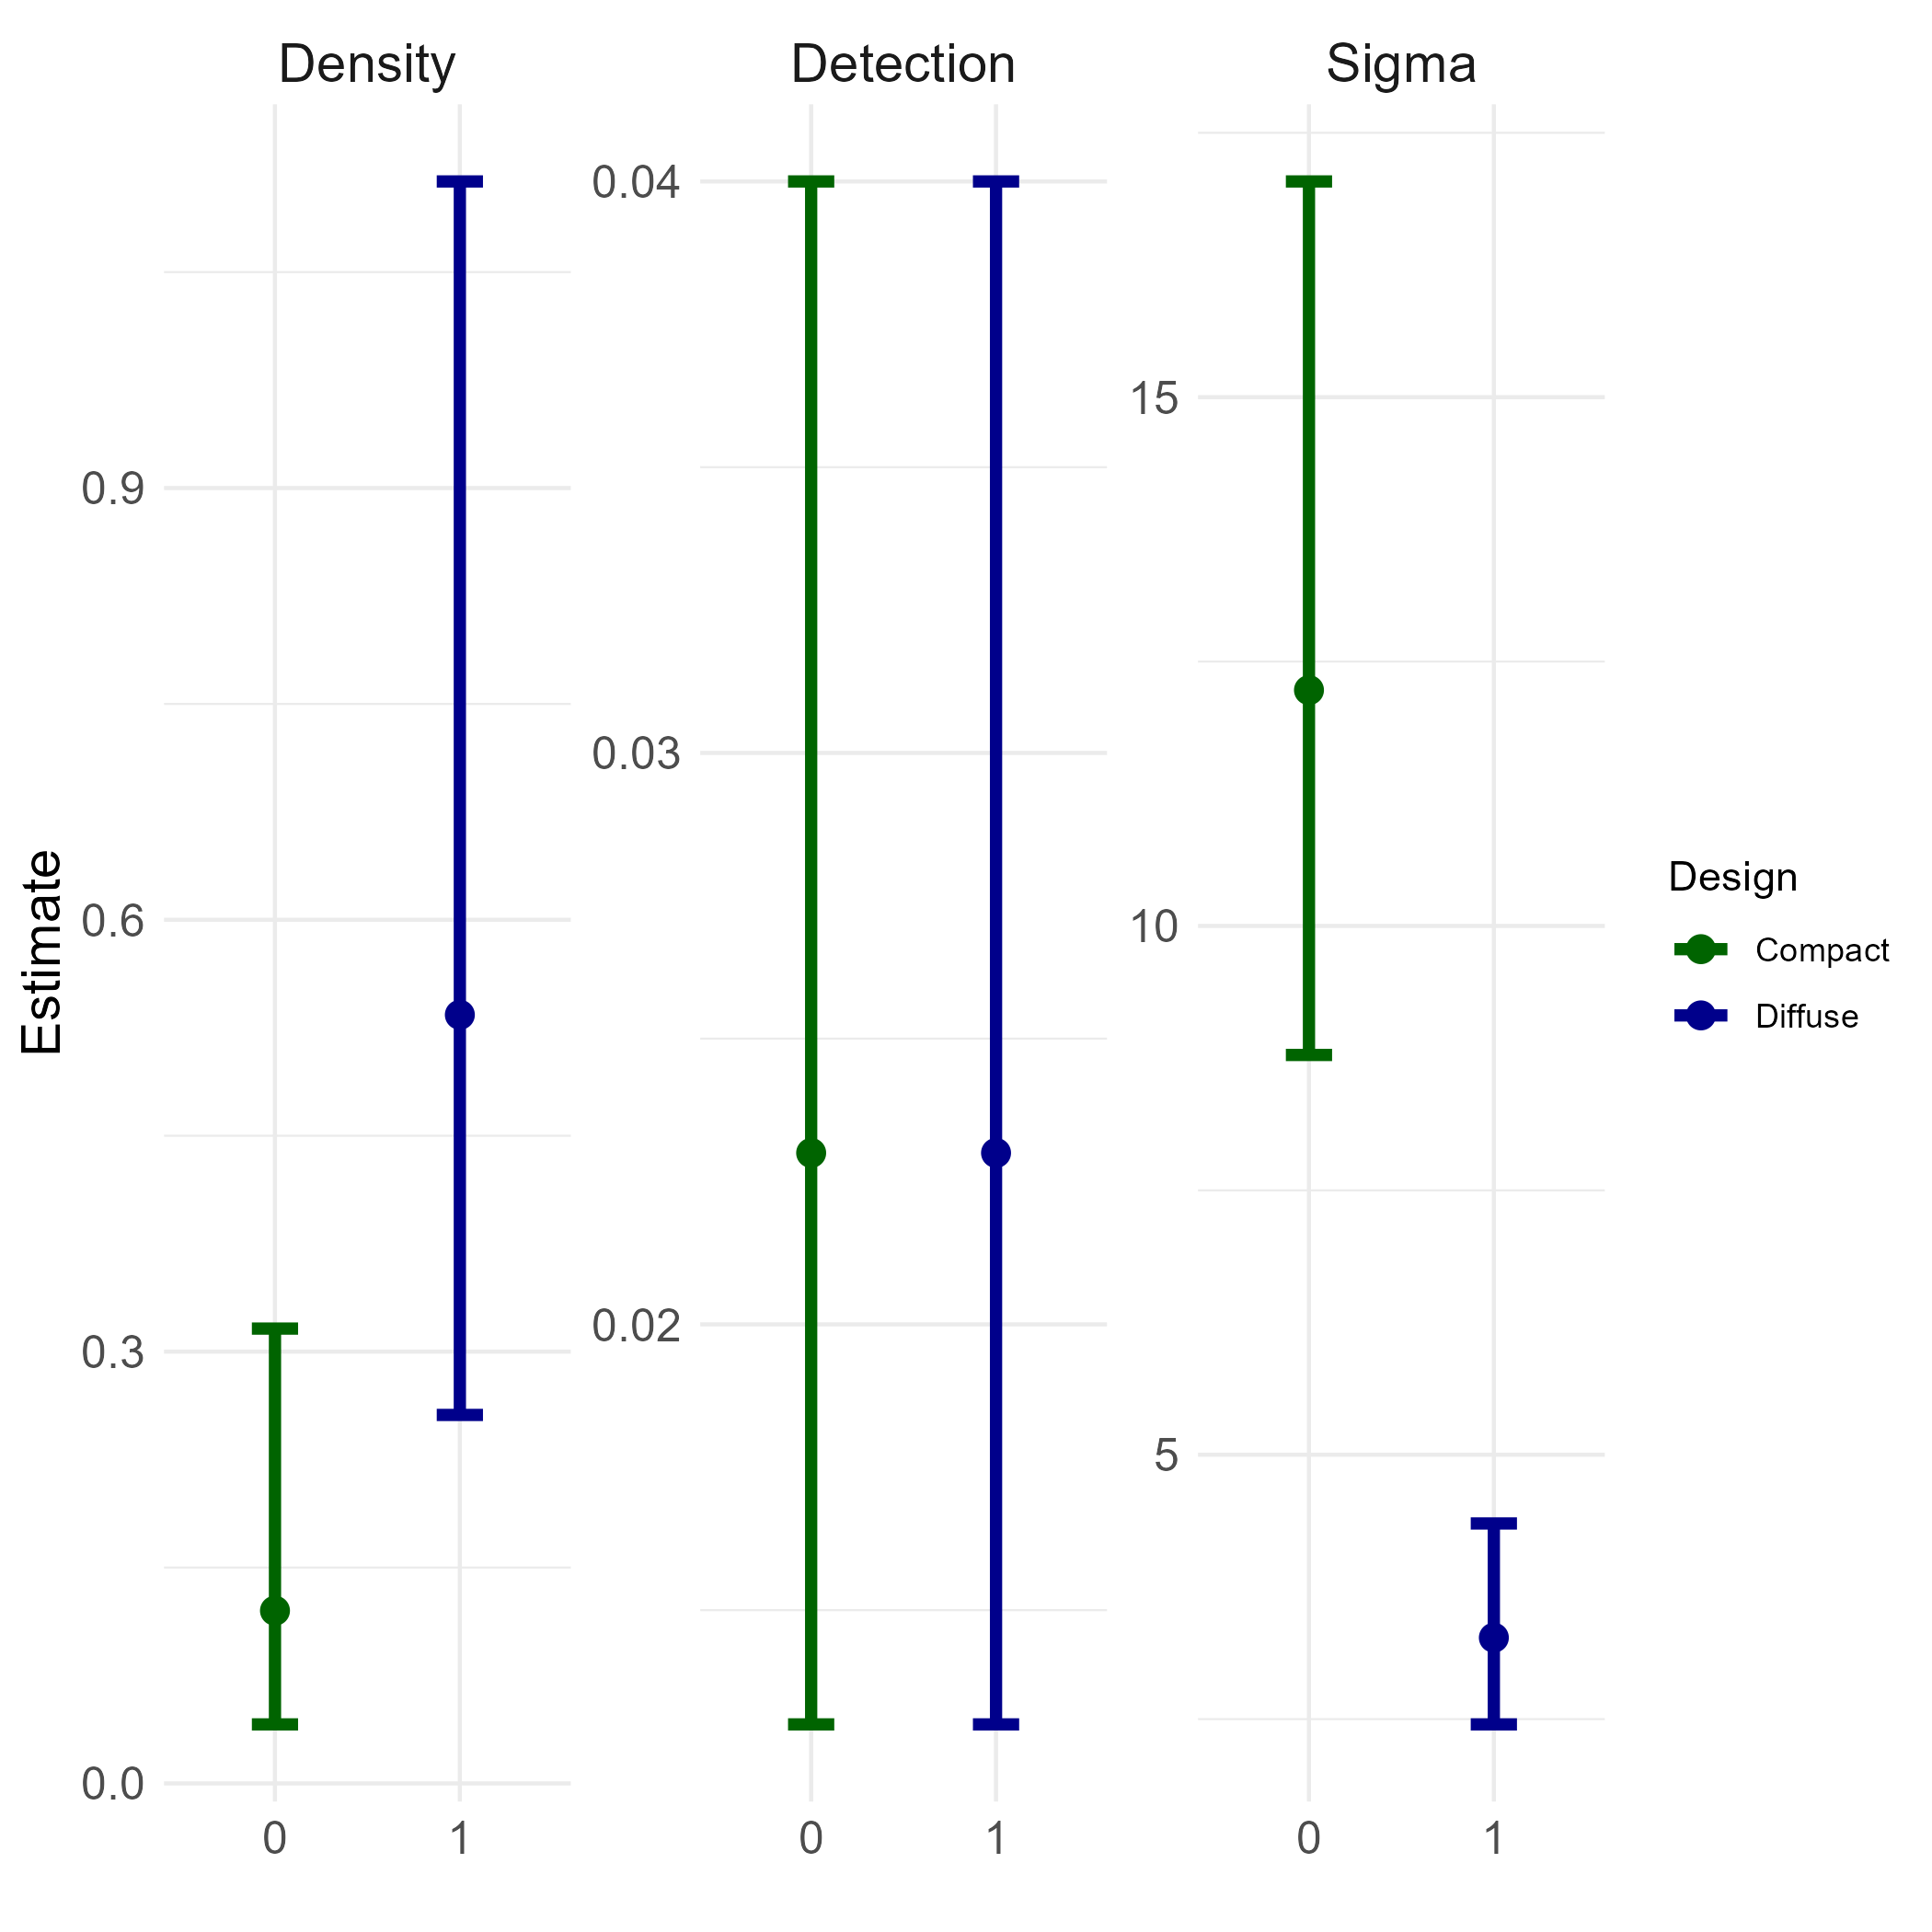 Density
Detection
Sigma
Estimate
0.9
0.6
0.3
0.0
0.04
0.03
0.02
15
10
5
0 1
0 1
0 1
Design
Compact
Diffuse